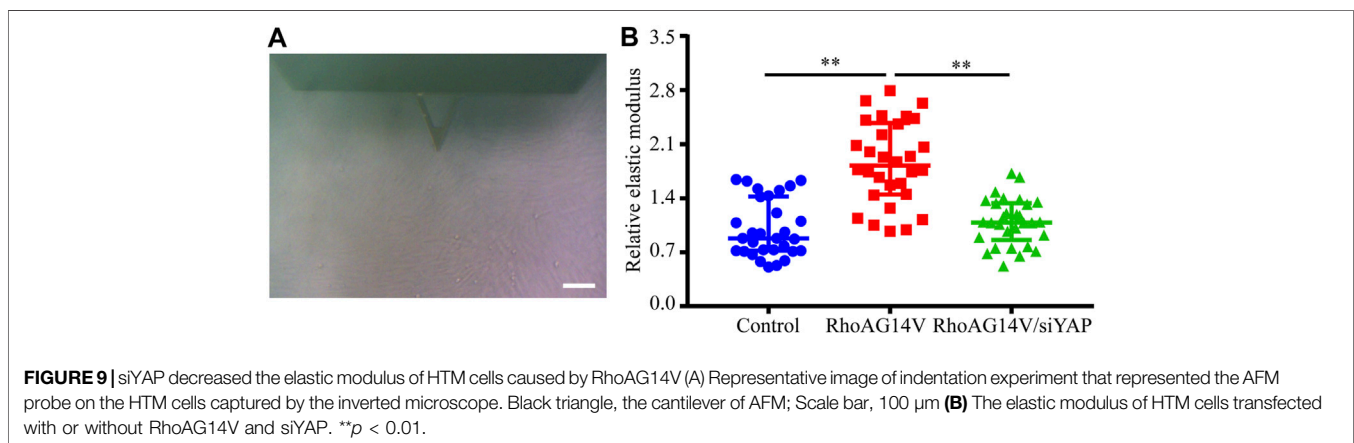 A
B
3.5
2.8
2.1
1.4
0.7
0.0
Relative elastic modulus
** **
Control RhoAG14V RhoAG14V/siYAP
FIGURE 9 | siYAP decreased the elastic modulus of HTM cells caused by RhoAG14V (A) Representative image of indentation experiment that represented the AFM
probe on the HTM cells captured by the inverted microscope. Black triangle, the cantilever of AFM; Scale bar, 100 µm (B) The elastic modulus of HTM cells transfected
with or without RhoAG14V and siYAP. **p < 0.01.